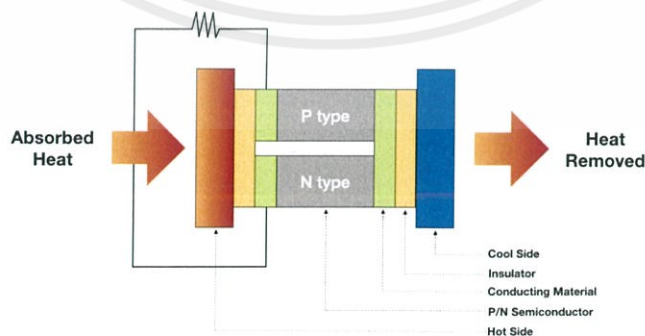 P type
Absorbed
Heat
Heat
Removed
N type
Cool Side
Insulator
Conducting Material
P/N Semiconductor
Hot Side